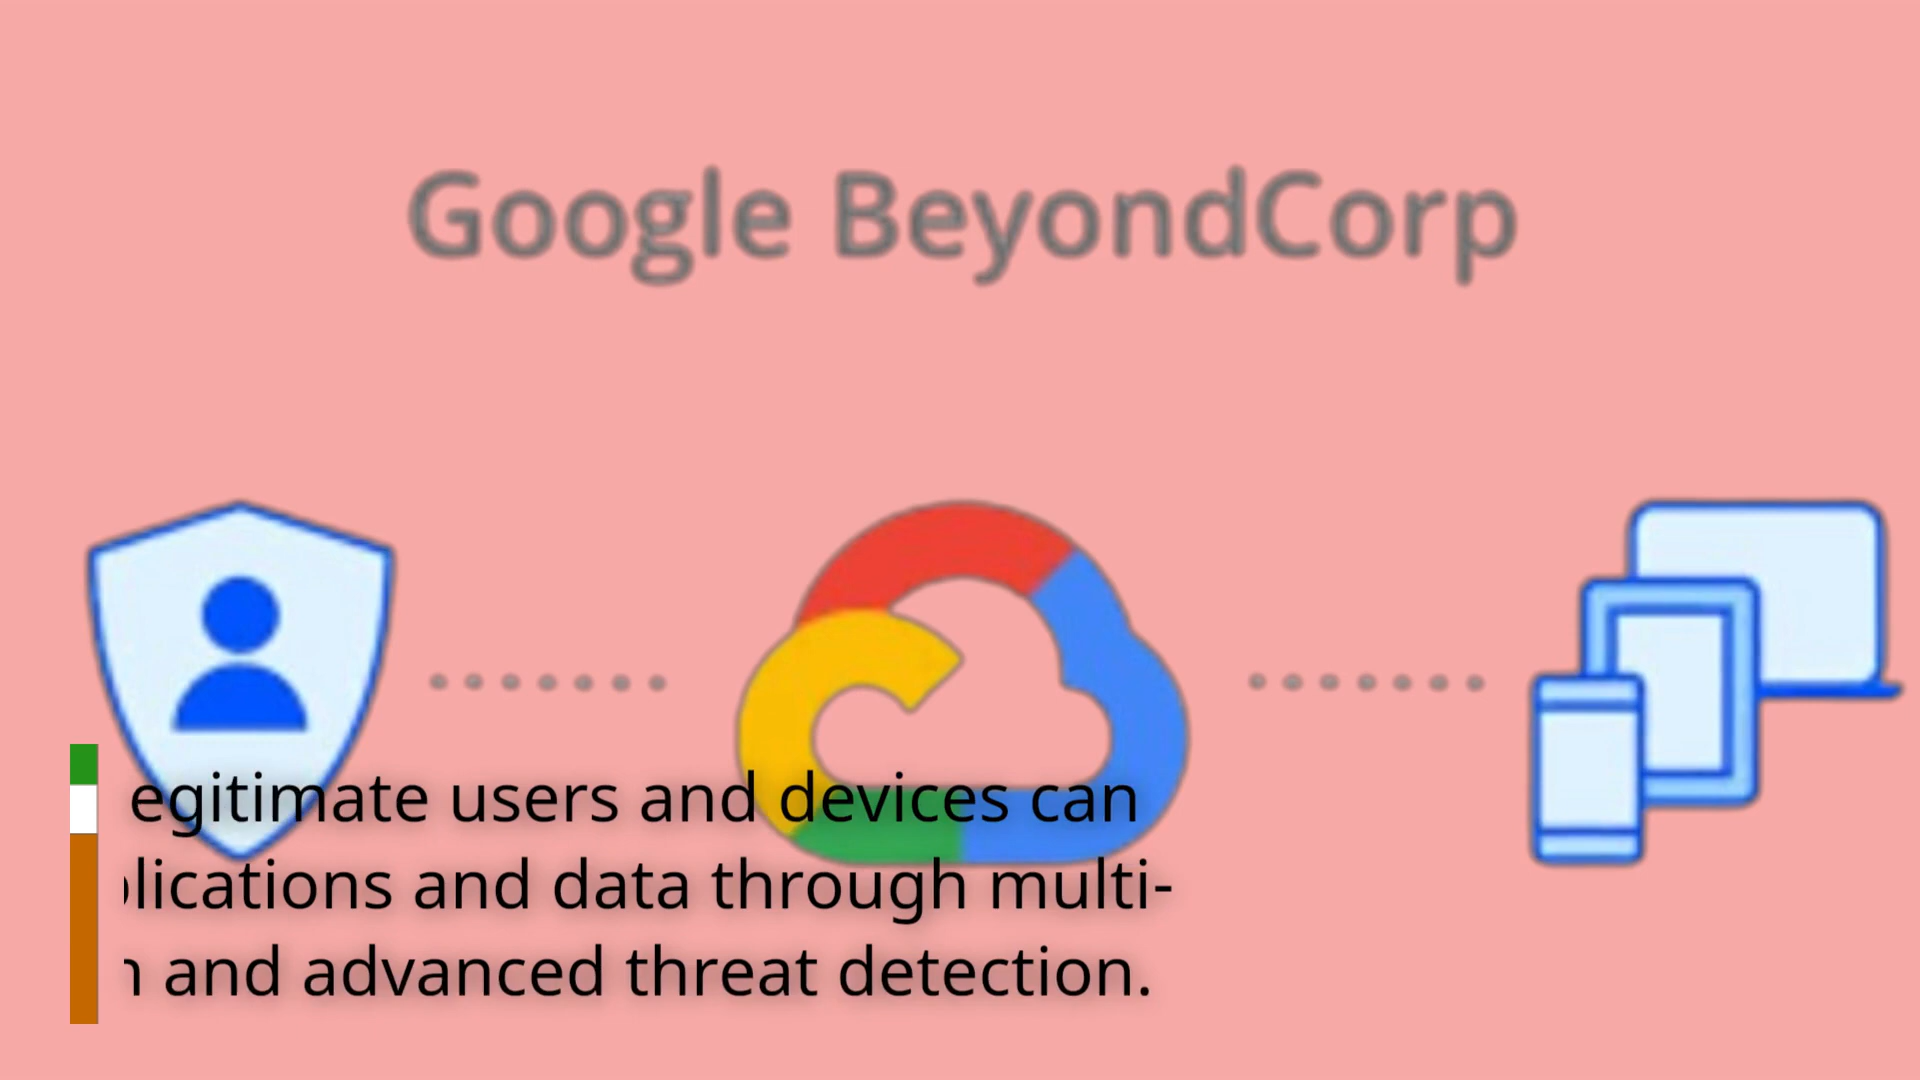 Google BeyondCorp
egitimate users and devices can
lications and data through multi-
and advanced threat detection.